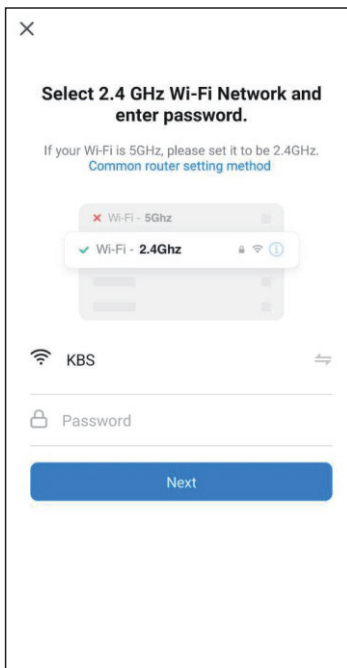 Select 2.4 GHz Wi-Fi Network and
enter password.
If your Wi-Fi is 5GHz, please set it to be 2.4GHz.
Common router setting method
Wi-Fi - 5Ghz
Wi-Fi - 2.4Ghz
KBS
Password
Next